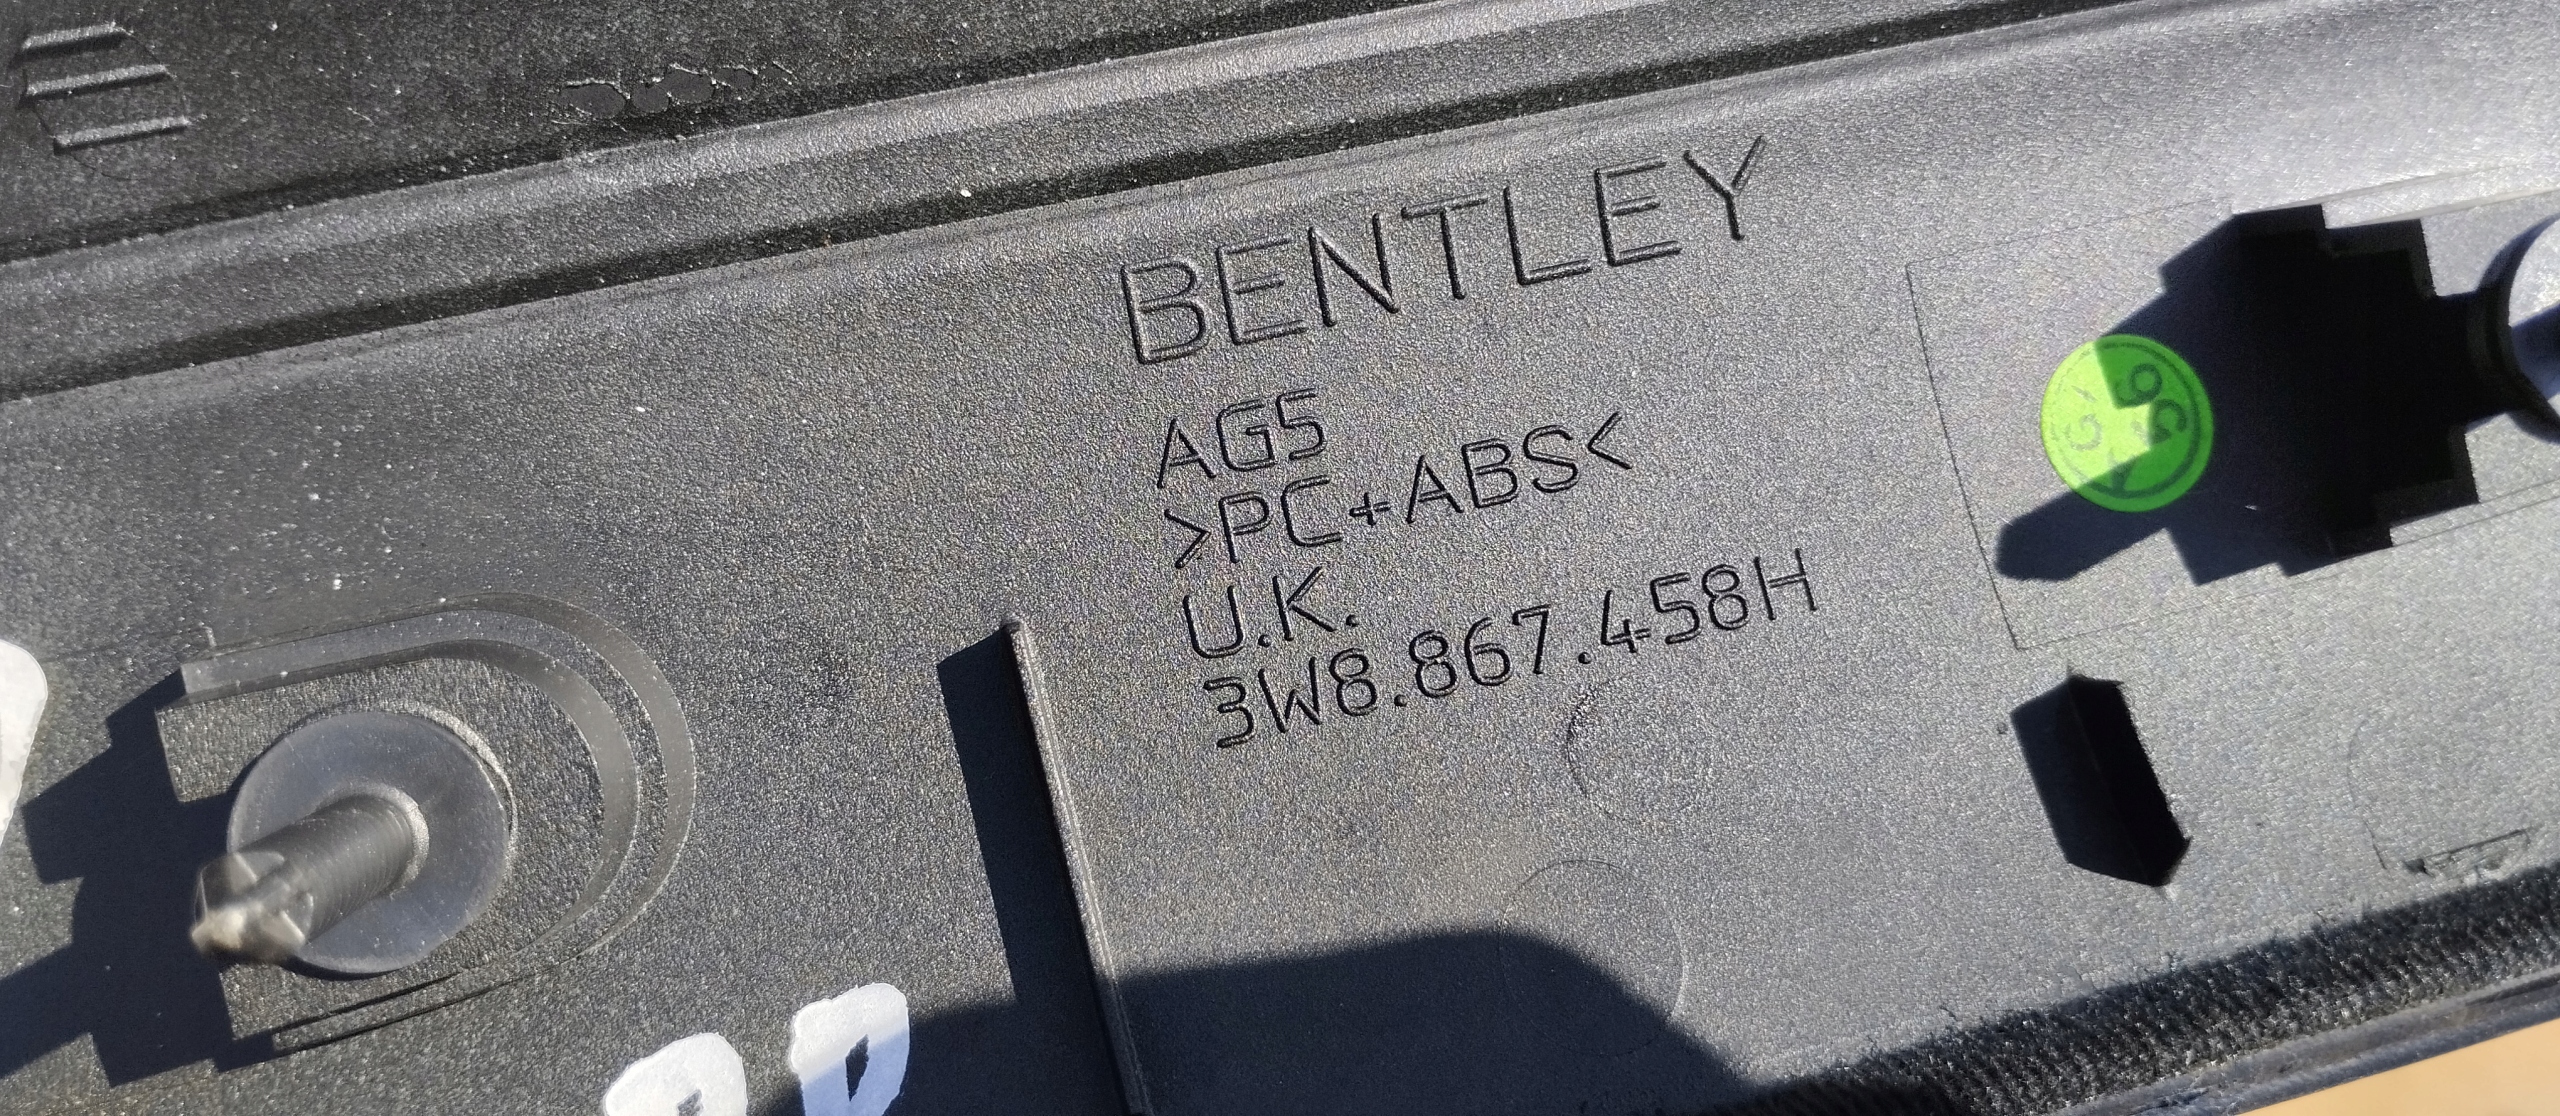 BENTLEY
AG5
>PC+ABS<
U.K.
3W8.867.458H